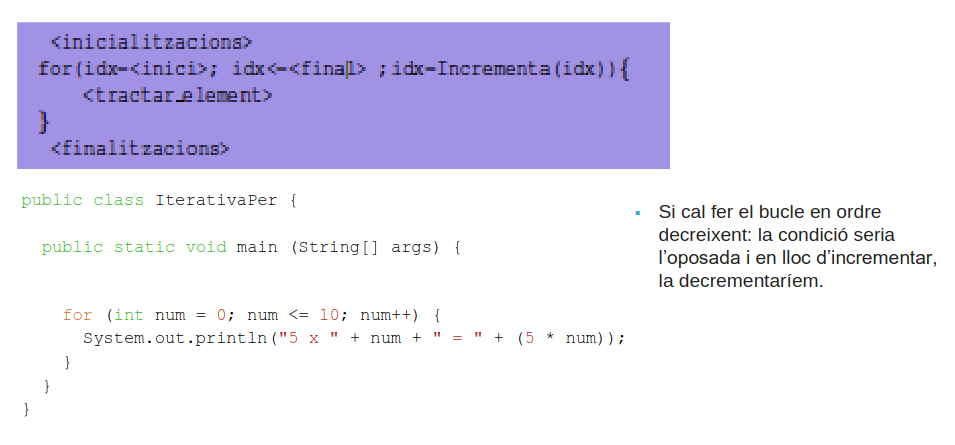 <inicialitzacions>
for(idx=<inici>; idx<=<final> ;idx=Incrementa(idx)){
<tractar_element>
}
<finalitzacions>
public class IterativaPer {
public static void main (String[] args) {
for (int num = 0; num <= 10; num++) {
System.out.println("5 x " + num + " = " + (5 * num));
}
}
}
▪ Si cal fer el bucle en ordre
decreixent: la condició seria
l’oposada i en lloc d’incrementar,
la decrementaríem.